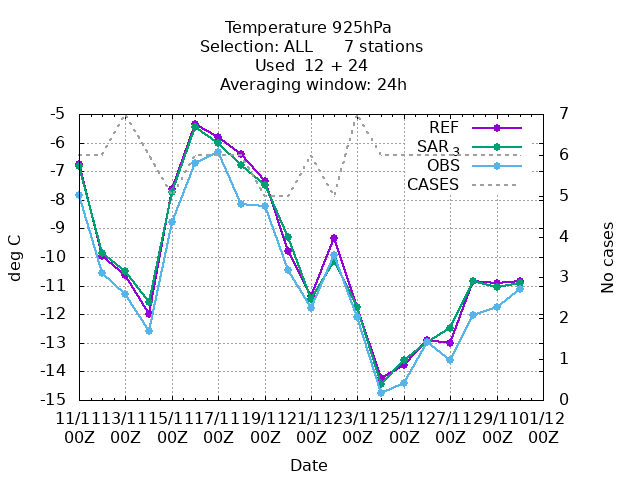 Temperature 925hPa
Selection: ALL 7 stations
Used 12 + 24
Averaging window: 24h
-5 7
REF
-6 SAR 3 6
OBS
-7 CASES
-8 5
-9 4
-10
-11 3
-12 2
-13
-14 1
-15 0
deg C
No cases
11/11 13/11 15/11 17/11 19/11 21/11 23/11 25/11 27/11 29/11 01/12
00Z 00Z 00Z 00Z 00Z 00Z 00Z 00Z 00Z 00Z 00Z
Date